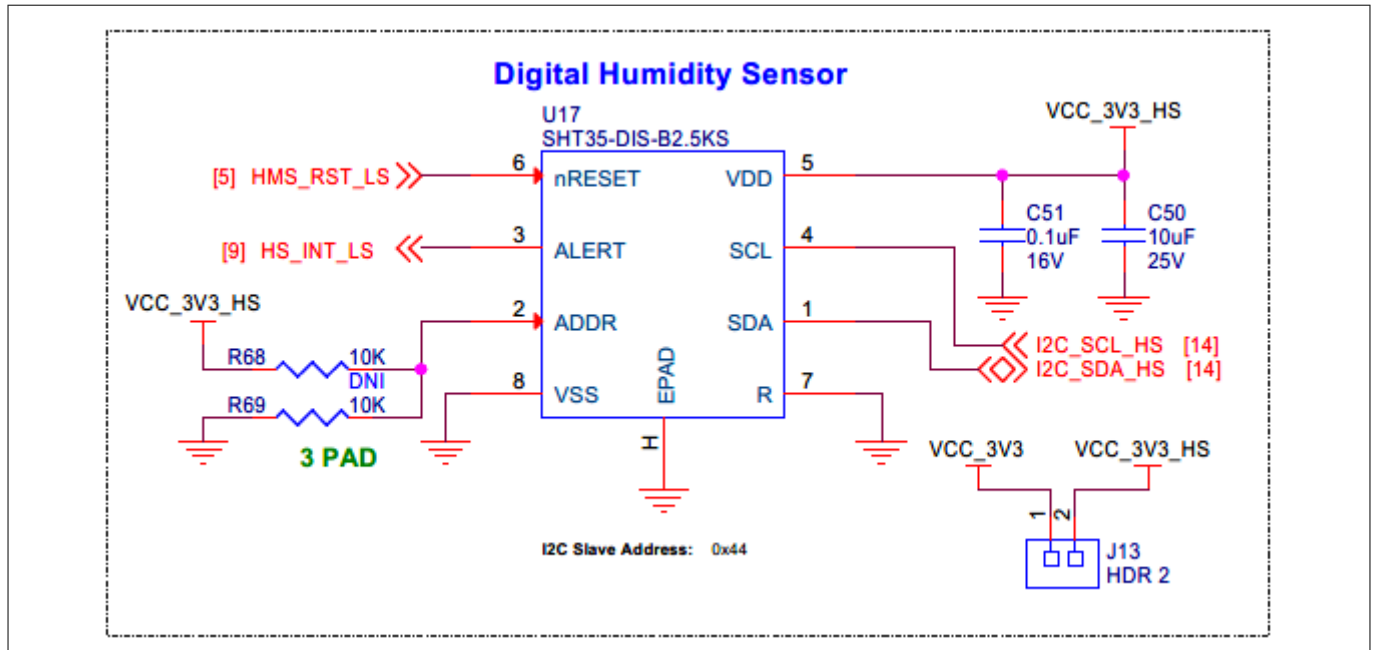 Digital Humidity Sensor
U17
SHT35-DIS-B2.5KS
VCC_3V3_HS
[5] HMS_RST_LS
6
nRESET
VDD
5
[9] HS_INT_LS
3
ALERT
SCL
4
C51
0.1uF
16V
C50
10uF
25V
VCC_3V3_HS
2
ADDR
SDA
1
I2C_SCL_HS [14]
I2C_SDA_HS [14]
R68
10K
DNI
R69
10K
3 PAD
8
VSS
EPAD
R
7
H
VCC_3V3
VCC_3V3_HS
1
2
J13
HDR 2
I2C Slave Address: 0x44